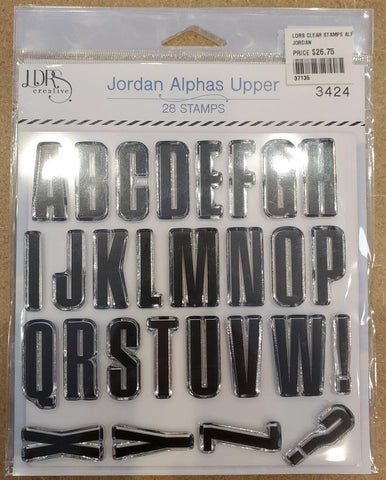 LDRS CLEAR STAMPS ALF
JORDAN
PRICE $26.75
37135
LDRS
creative
Jordan Alphas Upper
28 STAMPS
3424
ABCDEFGH
IJKLMNOP
QRSTUVW!
XYZ?